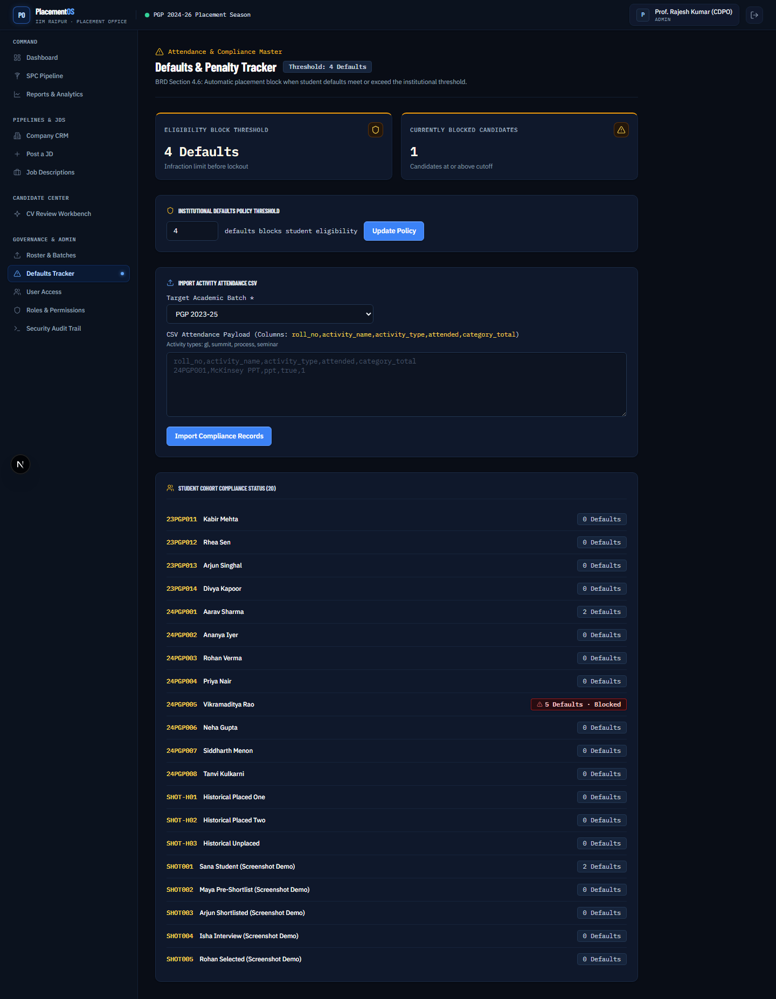 PO
PlacementOS
IIM RAIPUR · PLACEMENT OFFICE
PGP 2024-26 Placement Season
P
Prof. Rajesh Kumar (CDPO)
ADMIN
COMMAND
Dashboard
SPC Pipeline
Reports & Analytics
PIPELINES & JDS
Company CRM
Post a JD
Job Descriptions
CANDIDATE CENTER
CV Review Workbench
GOVERNANCE & ADMIN
Roster & Batches
Defaults Tracker
User Access
Roles & Permissions
Security Audit Trail
N
Attendance & Compliance Master
Defaults & Penalty Tracker
Threshold: 4 Defaults
BRD Section 4.6: Automatic placement block when student defaults meet or exceed the institutional threshold.
ELIGIBILITY BLOCK THRESHOLD
4 Defaults
Infraction limit before lockout
CURRENTLY BLOCKED CANDIDATES
1
Candidates at or above cutoff
INSTITUTIONAL DEFAULTS POLICY THRESHOLD
4
defaults blocks student eligibility
Update Policy
IMPORT ACTIVITY ATTENDANCE CSV
Target Academic Batch *
PGP 2023-25
CSV Attendance Payload (Columns: roll_no,activity_name,activity_type,attended,category_total)
Activity types: gl, summit, process, seminar
roll_no,activity_name,activity_type,attended,category_total
24PGP001,McKinsey PPT,ppt,true,1
Import Compliance Records
STUDENT COHORT COMPLIANCE STATUS (20)
23PGP011 Kabir Mehta 0 Defaults
23PGP012 Rhea Sen 0 Defaults
23PGP013 Arjun Singhal 0 Defaults
23PGP014 Divya Kapoor 0 Defaults
24PGP001 Aarav Sharma 2 Defaults
24PGP002 Ananya Iyer 0 Defaults
24PGP003 Rohan Verma 0 Defaults
24PGP004 Priya Nair 0 Defaults
24PGP005 Vikramaditya Rao 5 Defaults · Blocked
24PGP006 Neha Gupta 0 Defaults
24PGP007 Siddharth Menon 0 Defaults
24PGP008 Tanvi Kulkarni 0 Defaults
SHOT-H01 Historical Placed One 0 Defaults
SHOT-H02 Historical Placed Two 0 Defaults
SHOT-H03 Historical Unplaced 0 Defaults
SHOT001 Sana Student (Screenshot Demo) 2 Defaults
SHOT002 Maya Pre-Shortlist (Screenshot Demo) 0 Defaults
SHOT003 Arjun Shortlisted (Screenshot Demo) 0 Defaults
SHOT004 Isha Interview (Screenshot Demo) 0 Defaults
SHOT005 Rohan Selected (Screenshot Demo) 0 Defaults